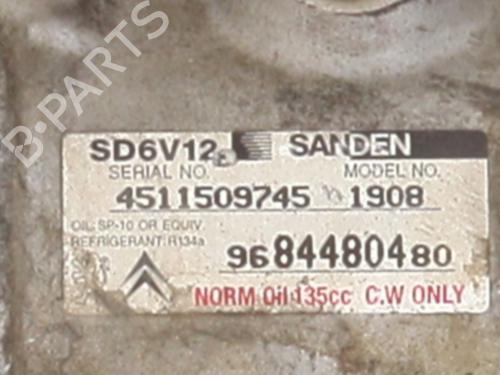 B-PARTS
SD6V12 SANDEN
SERIAL NO. MODEL NO.
4511509745 1908
OIL: SP-10 OR EQUIV.
REFRIGERANT: R134a
9684480480
NORM Oil 135cc C.W ONLY